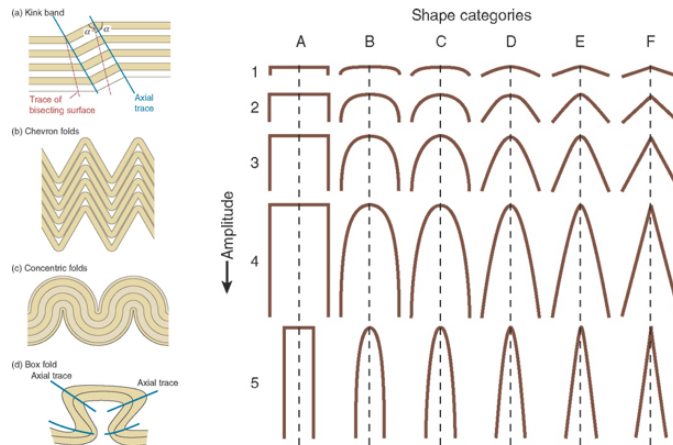 (a) Kink band
α α
Trace of
bisecting surface
Axial
trace
(b) Chevron folds
(c) Concentric folds
(d) Box fold
Axial trace
Axial trace
Shape categories
A B C D E F
1
2
3
4
5
Amplitude